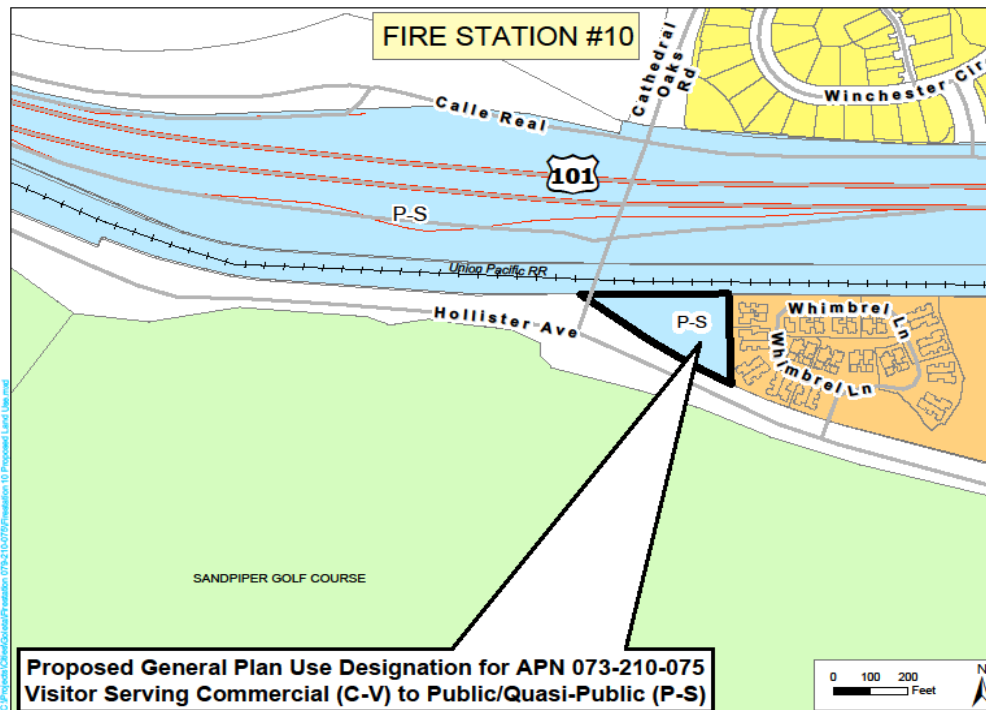 FIRE STATION #10
Cathedral
Oaks
Rd
Winchester Circ
Calle Real
101
P-S
Union Pacific RR
Hollister Ave
P-S
Whimbrel Ln
Whimbrel Ln
SANDPIPER GOLF COURSE
Proposed General Plan Use Designation for APN 073-210-075
Visitor Serving Commercial (C-V) to Public/Quasi-Public (P-S)
0 100 200
Feet
N